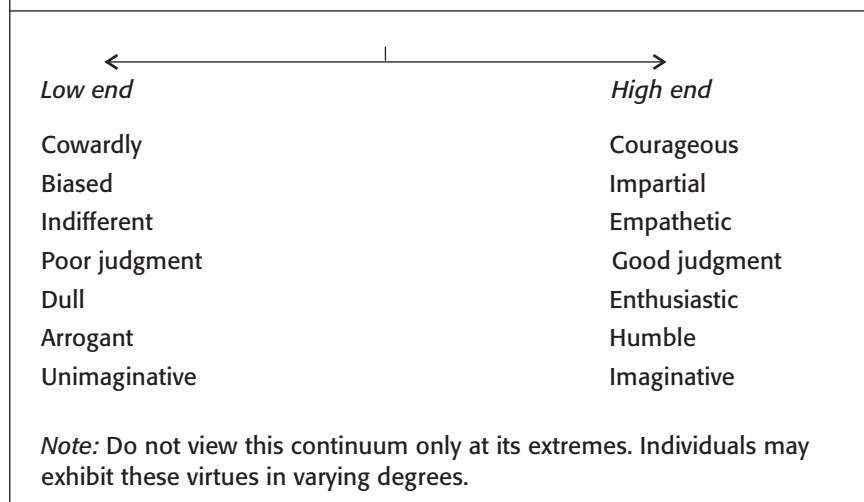 Low end High end
Cowardly Courageous
Biased Impartial
Indifferent Empathetic
Poor judgment Good judgment
Dull Enthusiastic
Arrogant Humble
Unimaginative Imaginative
Note: Do not view this continuum only at its extremes. Individuals may
exhibit these virtues in varying degrees.